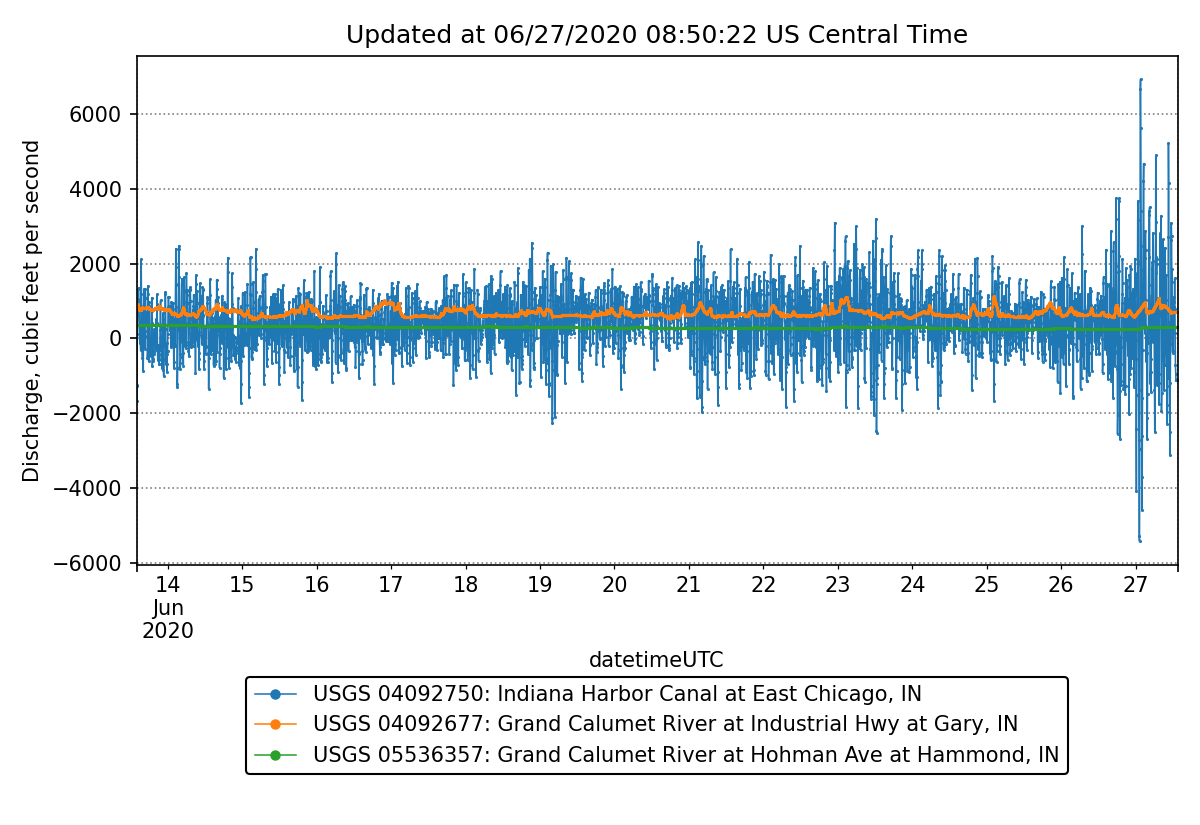 Updated at 06/27/2020 08:50:22 US Central Time
Discharge, cubic feet per second
6000
4000
2000
0
−2000
−4000
−6000
14 15 16 17 18 19 20 21 22 23 24 25 26 27
Jun
2020
datetimeUTC
USGS 04092750: Indiana Harbor Canal at East Chicago, IN
USGS 04092677: Grand Calumet River at Industrial Hwy at Gary, IN
USGS 05536357: Grand Calumet River at Hohman Ave at Hammond, IN